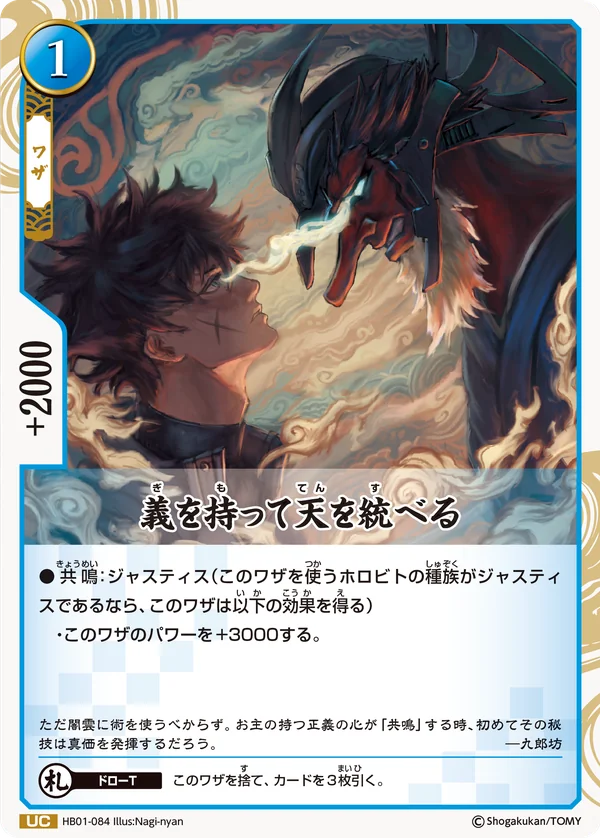 1
ワザ
+2000
義を持って天を統べる
●共鳴：ジャスティス（このワザを使うホロビトの種族がジャスティ
スであるなら、このワザは以下の効果を得る）
・このワザのパワーを＋3000する。
ただ闇雲に術を使うべからず。お主の持つ正義の心が「共鳴」する時、初めてその秘
技は真価を発揮するだろう。 ―九郎坊
札 ドローT このワザを捨て、カードを3枚引く。
UC HB01-084 Illus:Nagi-nyan ©Shogakukan/TOMY